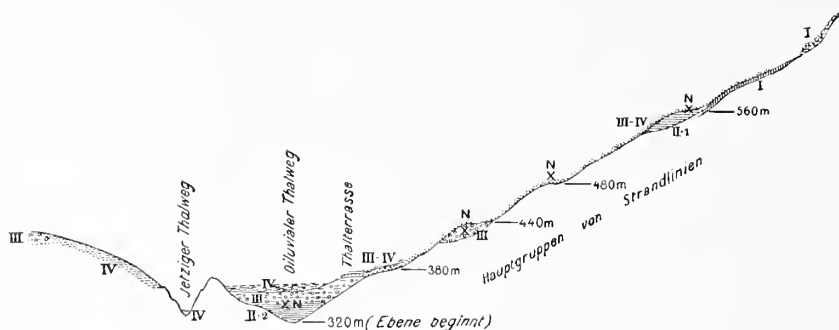 I
I
N
560m
III-IV
II·1
N
480m
N
440m
III
Hauptgruppen von Strandlinien
III-IV
380m
Thalterrasse
Diluvialer Thalweg
Jetziger Thalweg
III
IV
IV
IV
III
N
II·2
320m (Ebene beginnt)